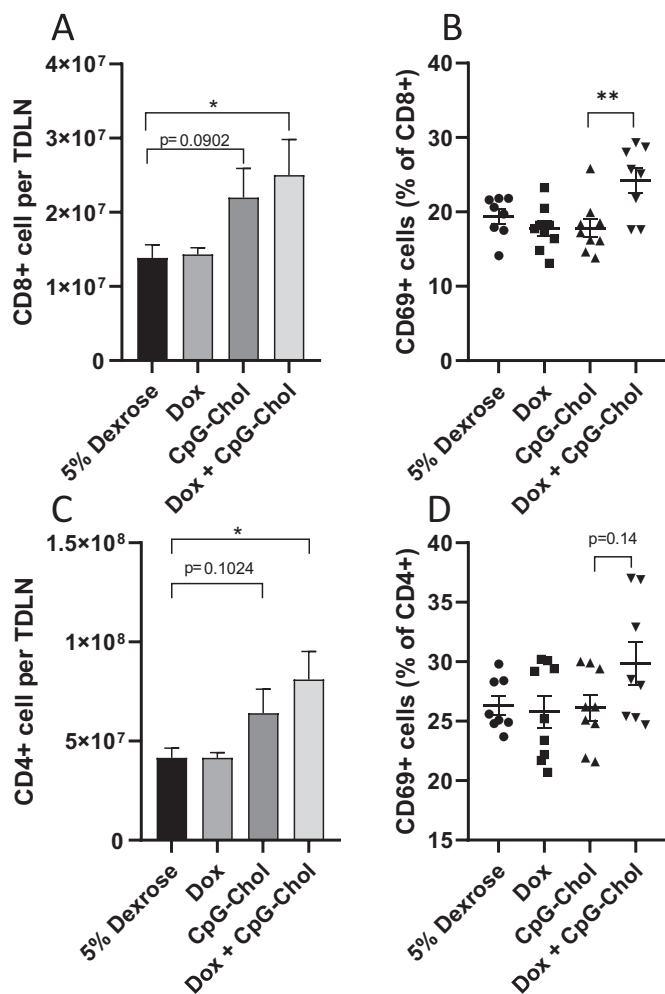 A
CD8+ cell per TDLN
4×10⁷
3×10⁷
2×10⁷
1×10⁷
0
*
p= 0.0902
5% Dexrose
Dox
CpG-Chol
Dox + CpG-Chol
B
CD69+ cells (% of CD8+)
40
30
20
10
0
**
5% Dexrose
Dox
CpG-Chol
Dox + CpG-Chol
C
CD4+ cell per TDLN
1.5×10⁸
1×10⁸
5×10⁷
0
*
p= 0.1024
5% Dexrose
Dox
CpG-Chol
Dox + CpG-Chol
D
CD69+ cells (% of CD4+)
40
35
30
25
20
15
p=0.14
5% Dexrose
Dox
CpG-Chol
Dox + CpG-Chol